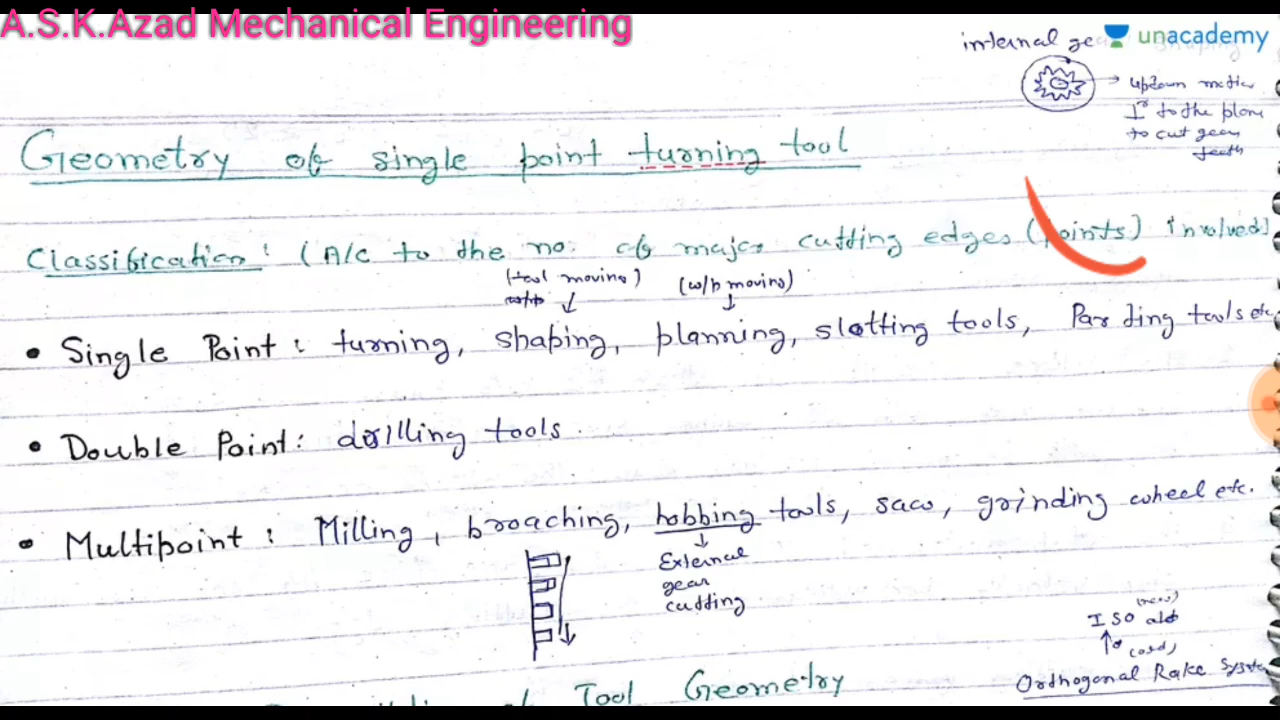 A.S.K.Azad Mechanical Engineering
internal ge
unacademy
up down motion
⊥r to the plane
to cut gear
teeth
Geometry of single point turning tool
Classification: (A/c to the no. of major cutting edges (points) involved)
(tool moving) (w/p moving)
• Single Point: turning, shaping, planning, slotting tools, Parting tools etc.
• Double Point: drilling tools.
• Multipoint: Milling, broaching, hobbing tools, saw, grinding wheel etc.
External
gear
cutting
(new)
ISO
Tool Geometry
Orthogonal Rake System